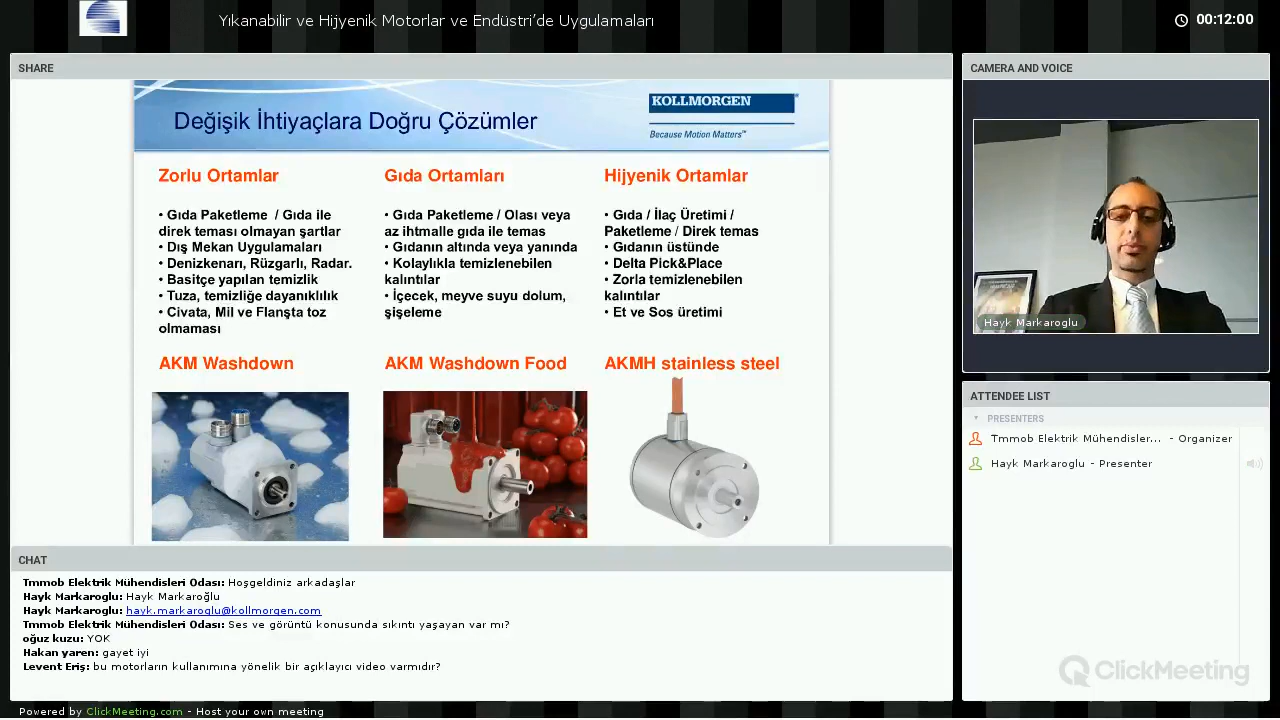 Yıkanabilir ve Hijyenik Motorlar ve Endüstri'de Uygulamaları
00:12:00
SHARE
KOLLMORGEN
Because Motion Matters™
Değişik İhtiyaçlara Doğru Çözümler
Zorlu Ortamlar
• Gıda Paketleme / Gıda ile
direk teması olmayan şartlar
• Dış Mekan Uygulamaları
• Denizkenarı, Rüzgarlı, Radar.
• Basitçe yapılan temizlik
• Tuza, temizliğe dayanıklılık
• Civata, Mil ve Flanşta toz
olmaması
AKM Washdown
Gıda Ortamları
• Gıda Paketleme / Olası veya
az ihtmalle gıda ile temas
• Gıdanın altında veya yanında
• Kolaylıkla temizlenebilen
kalıntılar
• İçecek, meyve suyu dolum,
şişeleme
AKM Washdown Food
Hijyenik Ortamlar
• Gıda / İlaç Üretimi /
Paketleme / Direk temas
• Gıdanın üstünde
• Delta Pick&Place
• Zorla temizlenebilen
kalıntılar
• Et ve Sos üretimi
AKMH stainless steel
CAMERA AND VOICE
Hayk Markaroglu
ATTENDEE LIST
PRESENTERS
Tmmob Elektrik Mühendisler... - Organizer
Hayk Markaroglu - Presenter
CHAT
Tmmob Elektrik Mühendisleri Odası: Hoşgeldiniz arkadaşlar
Hayk Markaroglu: Hayk Markaroğlu
Hayk Markaroglu: hayk.markaroglu@kollmorgen.com
Tmmob Elektrik Mühendisleri Odası: Ses ve görüntü konusunda sıkıntı yaşayan var mı?
oğuz kuzu: YOK
Hakan yaren: gayet iyi
Levent Eriş: bu motorların kullanımına yönelik bir açıklayıcı video varmıdır?
ClickMeeting
Powered by ClickMeeting.com - Host your own meeting